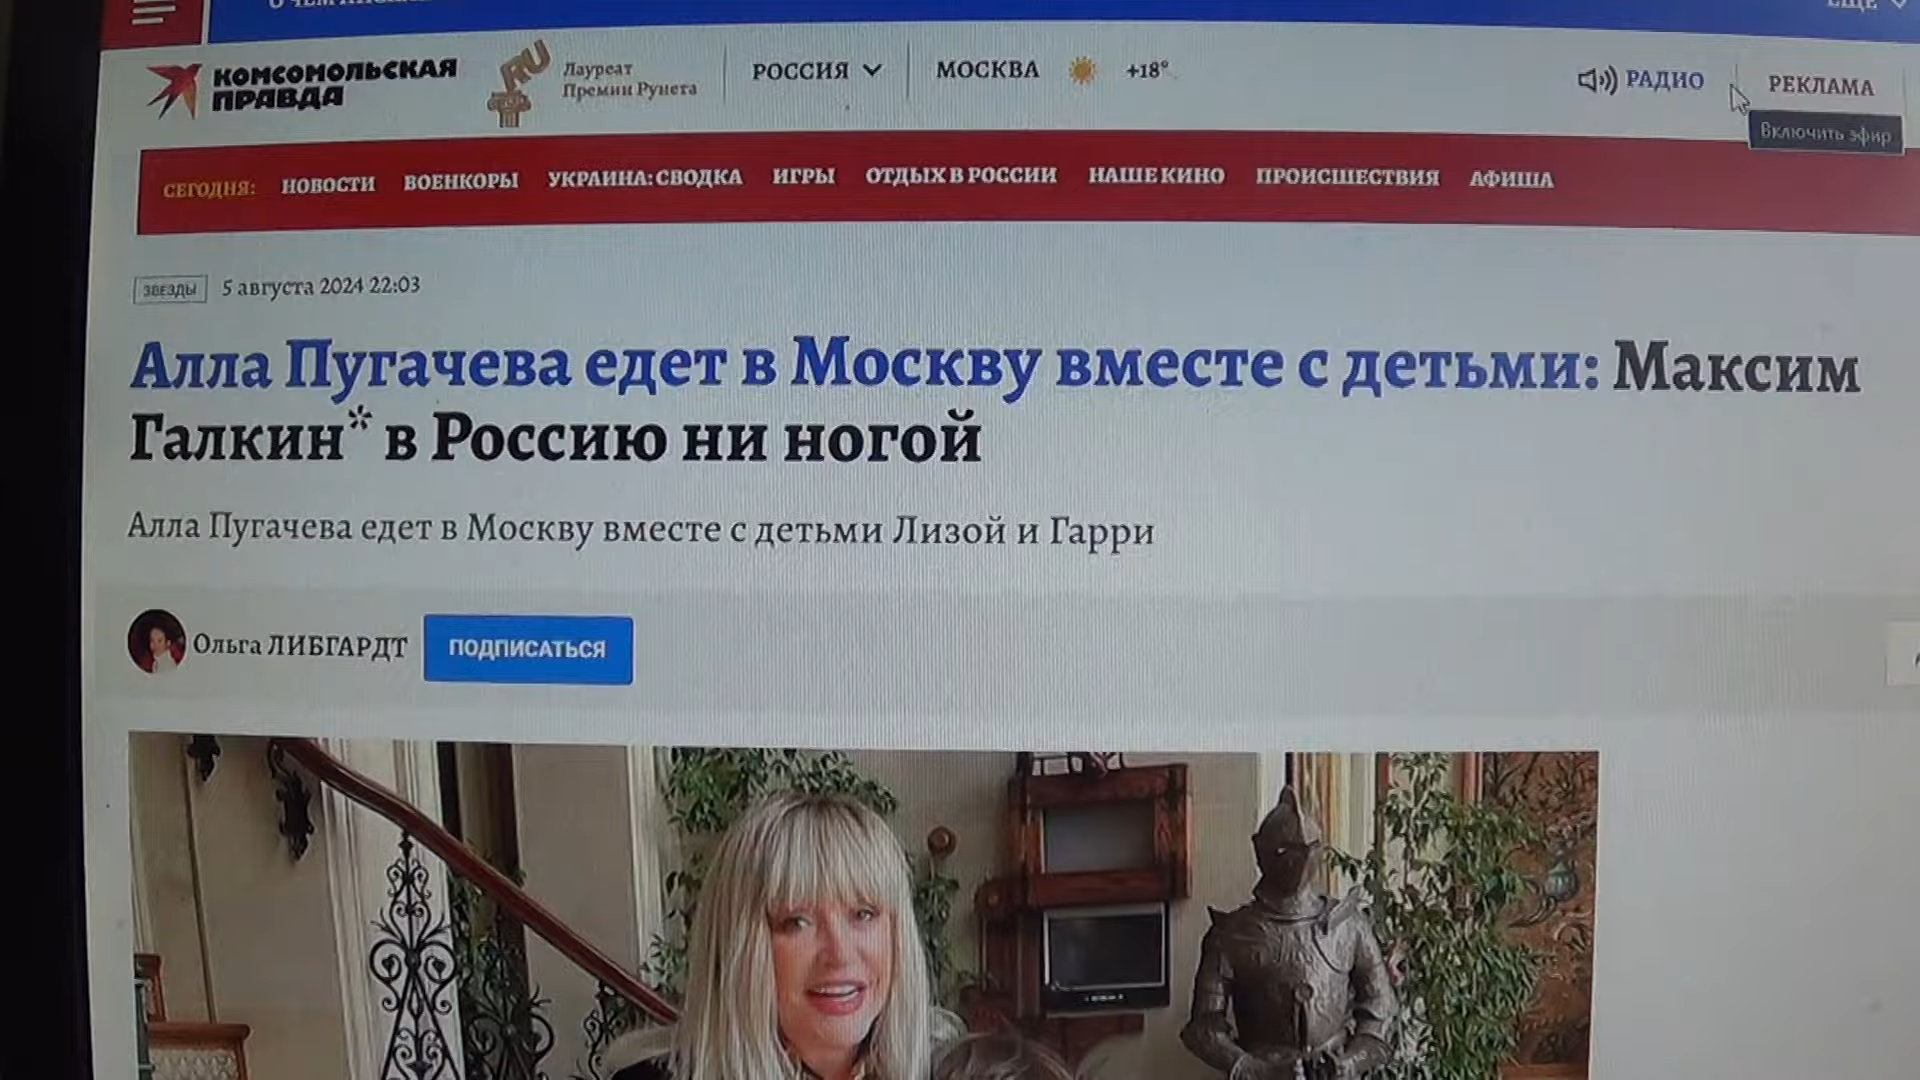 КОМСОМОЛЬСКАЯ
ПРАВДА
.RU
Лауреат
Премии Рунета
РОССИЯ
МОСКВА
+18°
РАДИО
РЕКЛАМА
Включить эфир
СЕГОДНЯ: НОВОСТИ ВОЕНКОРЫ УКРАИНА: СВОДКА ИГРЫ ОТДЫХ В РОССИИ НАШЕ КИНО ПРОИСШЕСТВИЯ АФИША
ЗВЕЗДЫ 5 августа 2024 22:03
Алла Пугачева едет в Москву вместе с детьми: Максим
Галкин* в Россию ни ногой
Алла Пугачева едет в Москву вместе с детьми Лизой и Гарри
Ольга ЛИБГАРДТ ПОДПИСАТЬСЯ